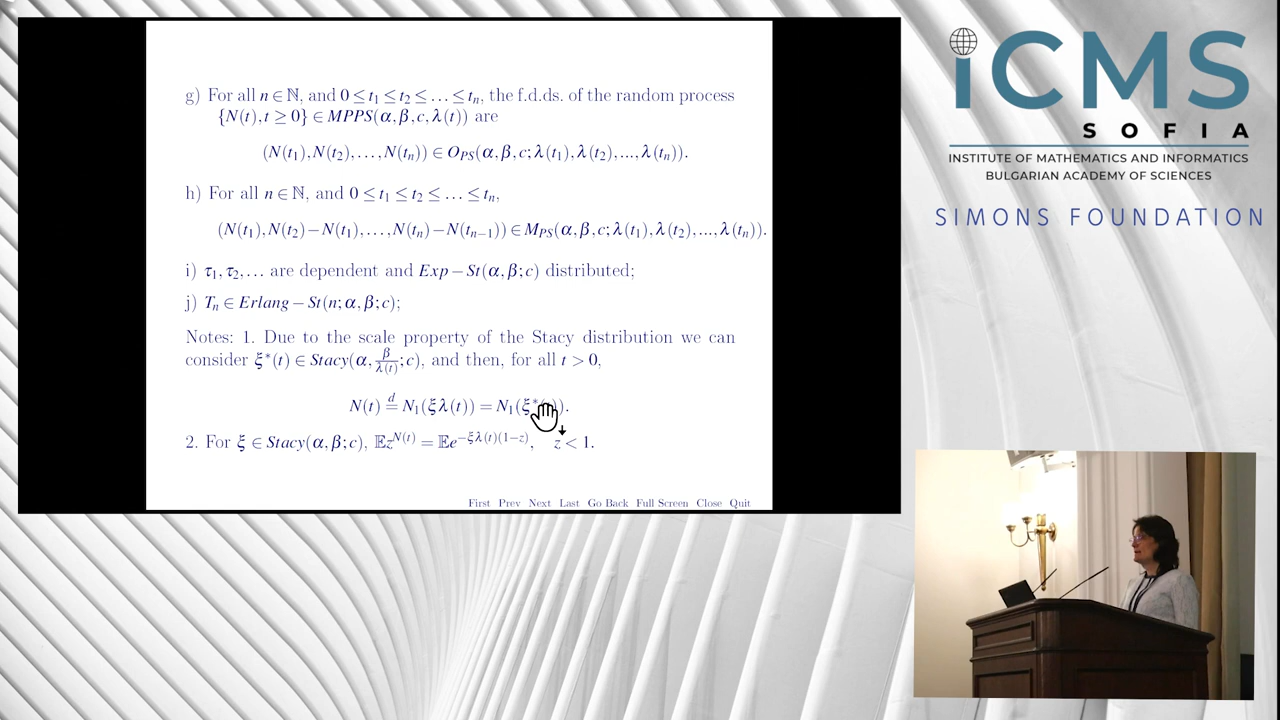 g) For all n ∈ ℕ, and 0 ≤ t₁ ≤ t₂ ≤ … ≤ tₙ, the f.d.ds. of the random process
{N(t), t ≥ 0} ∈ MPPS(α, β, c, λ(t)) are
(N(t₁), N(t₂), …, N(tₙ)) ∈ O_PS(α, β, c; λ(t₁), λ(t₂), ..., λ(tₙ)).
h) For all n ∈ ℕ, and 0 ≤ t₁ ≤ t₂ ≤ … ≤ tₙ,
(N(t₁), N(t₂) − N(t₁), …, N(tₙ) − N(tₙ₋₁)) ∈ M_PS(α, β, c; λ(t₁), λ(t₂), ..., λ(tₙ)).
i) τ₁, τ₂, … are dependent and Exp − St(α, β; c) distributed;
j) Tₙ ∈ Erlang − St(n; α, β; c);
Notes: 1. Due to the scale property of the Stacy distribution we can
consider ξ*(t) ∈ Stacy(α, β/λ(t); c), and then, for all t > 0,
N(t) =ᵈ N₁(ξλ(t)) = N₁(ξ* )).
2. For ξ ∈ Stacy(α, β; c), 𝔼z^{N(t)} = 𝔼e^{−ξλ(t)(1−z)}, z < 1.
First Prev Next Last Go Back Full Screen Close Quit
iCMS
SOFIA
INSTITUTE OF MATHEMATICS AND INFORMATICS
BULGARIAN ACADEMY OF SCIENCES
SIMONS FOUNDATION